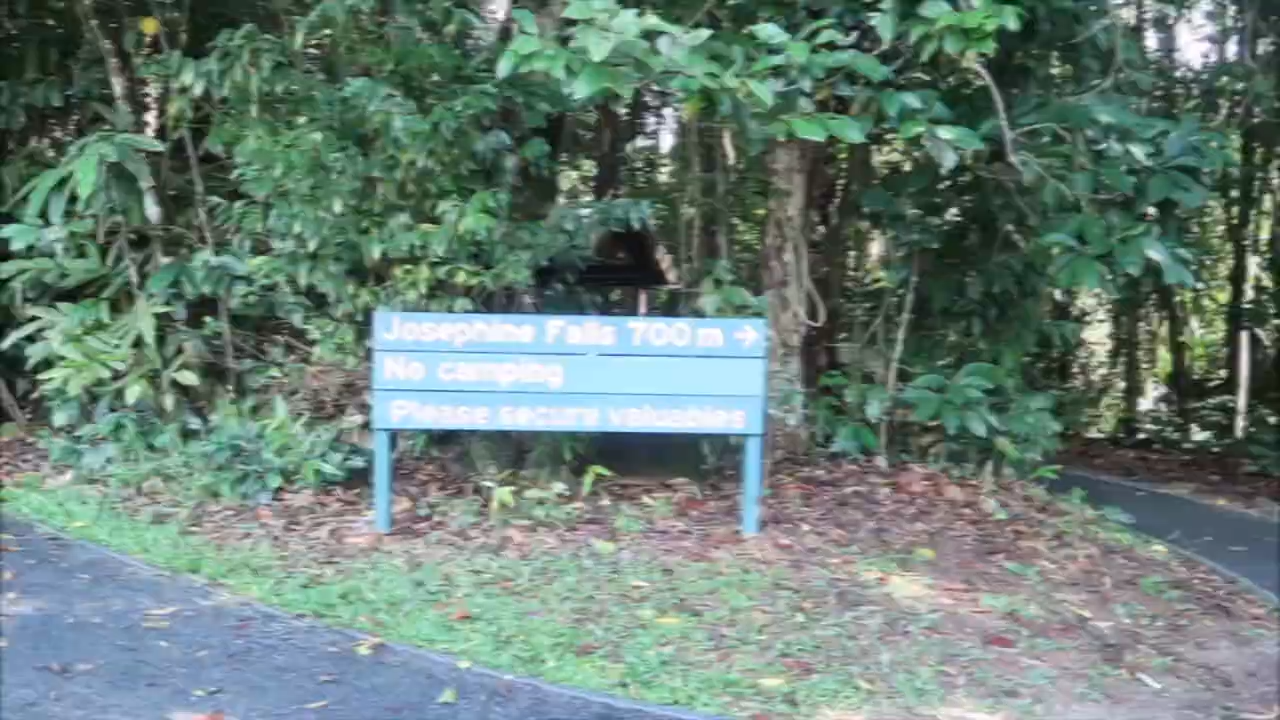 Josephine Falls 700 m →
No camping
Please secure valuables